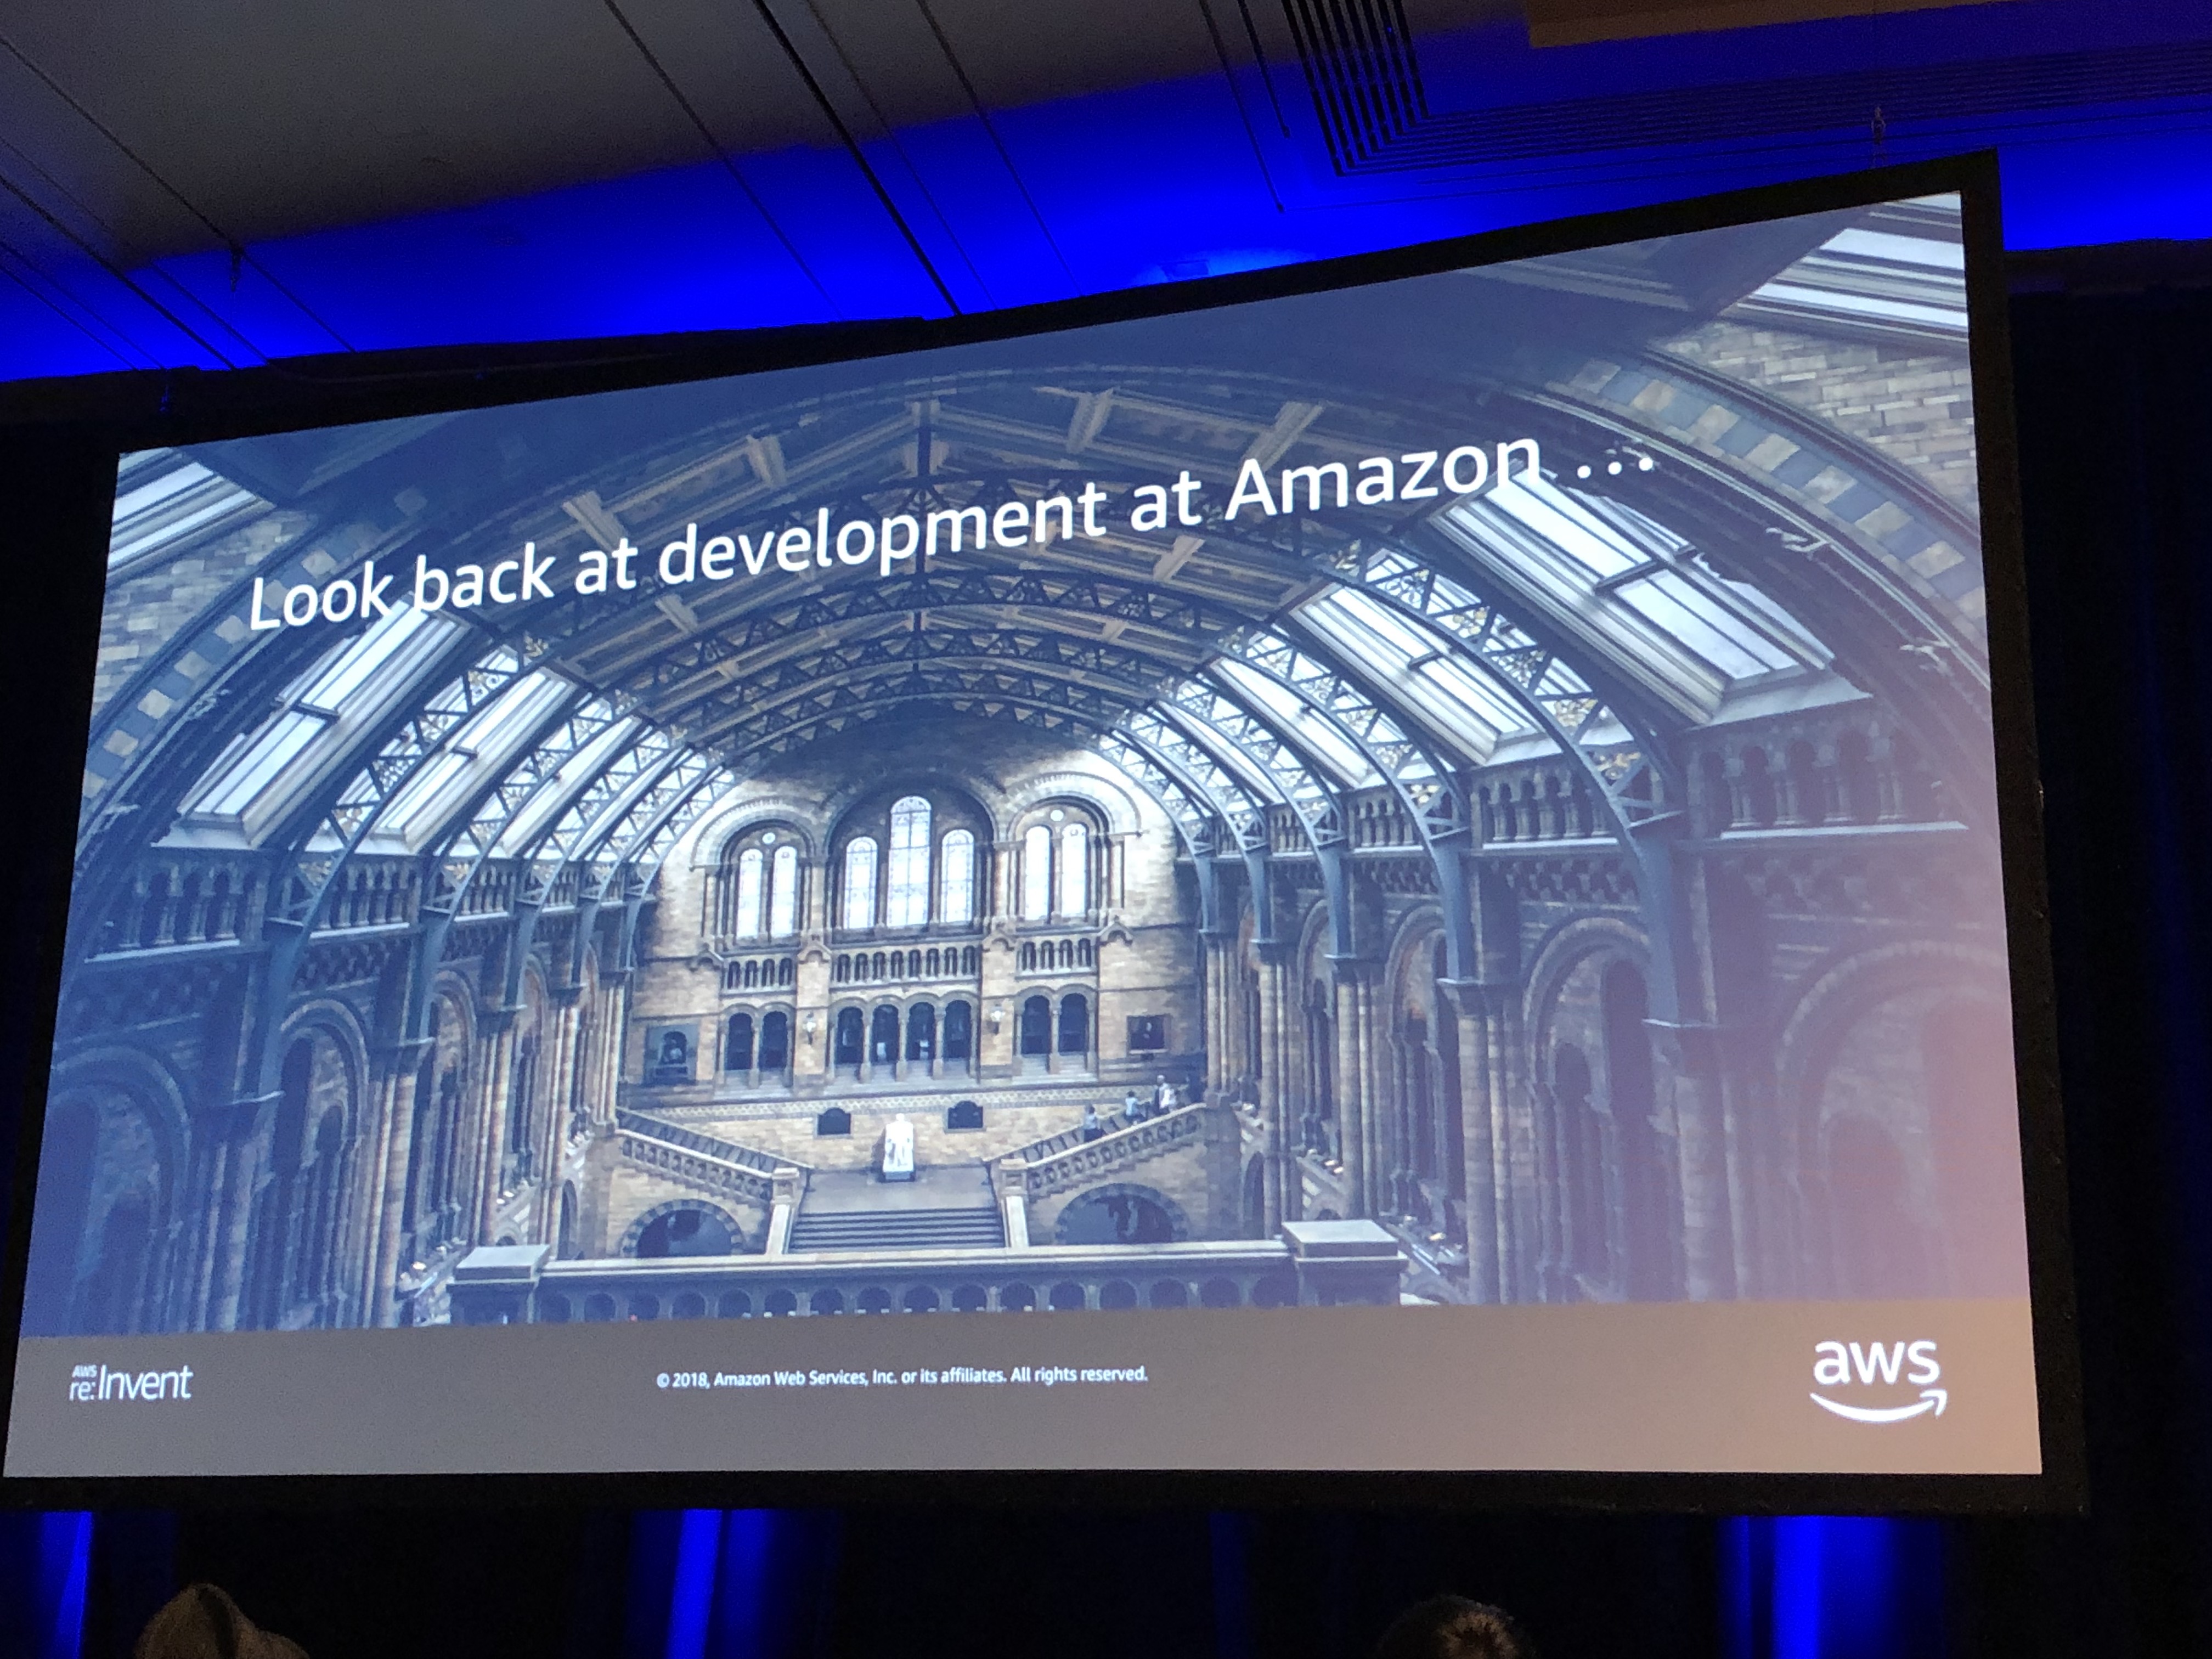 Look back at development at Amazon ...
AWS
re:Invent
© 2018, Amazon Web Services, Inc. or its affiliates. All rights reserved.
aws